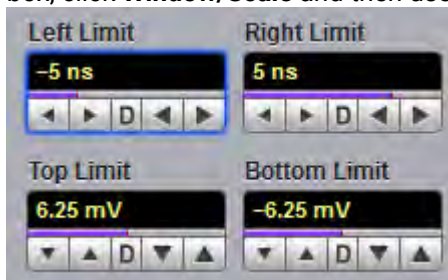 Left Limit Right Limit
−5 ns 5 ns
D D
Top Limit Bottom Limit
6.25 mV −6.25 mV
D D